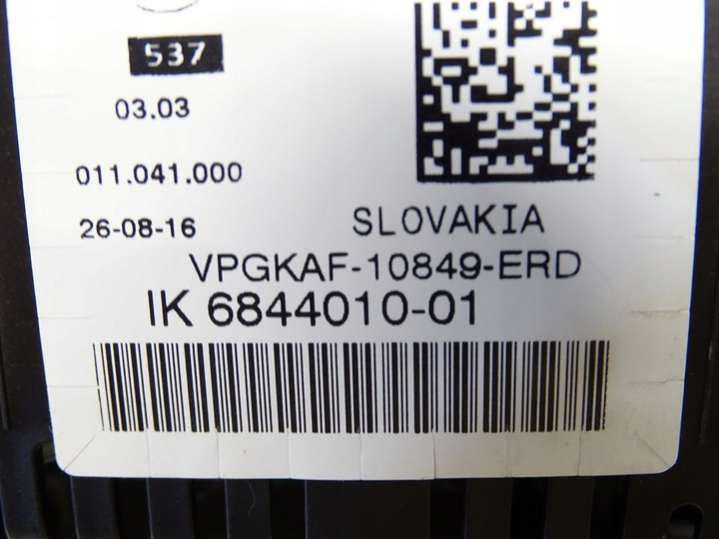 537
03.03
011.041.000
26-08-16
SLOVAKIA
VPGKAF-10849-ERD
IK 6844010-01